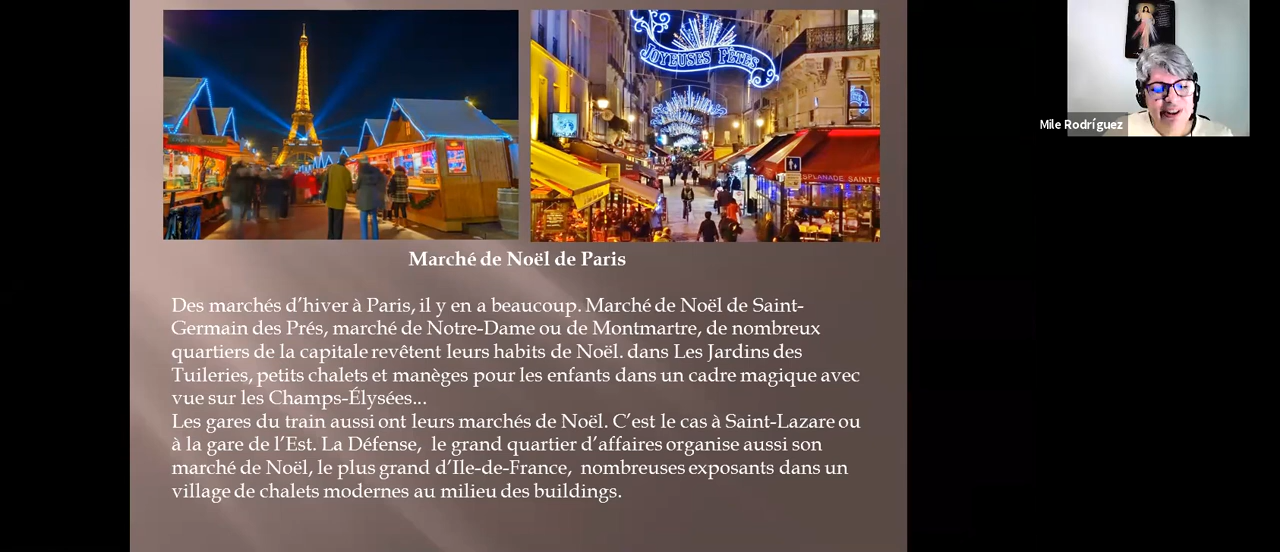 JOYEUSES FÊTES
ESPLANADE SAINT
Mile Rodríguez
Marché de Noël de Paris
Des marchés d’hiver à Paris, il y en a beaucoup. Marché de Noël de Saint-
Germain des Prés, marché de Notre-Dame ou de Montmartre, de nombreux
quartiers de la capitale revêtent leurs habits de Noël. dans Les Jardins des
Tuileries, petits chalets et manèges pour les enfants dans un cadre magique avec
vue sur les Champs-Élysées...
Les gares du train aussi ont leurs marchés de Noël. C’est le cas à Saint-Lazare ou
à la gare de l’Est. La Défense, le grand quartier d’affaires organise aussi son
marché de Noël, le plus grand d’Ile-de-France, nombreuses exposants dans un
village de chalets modernes au milieu des buildings.